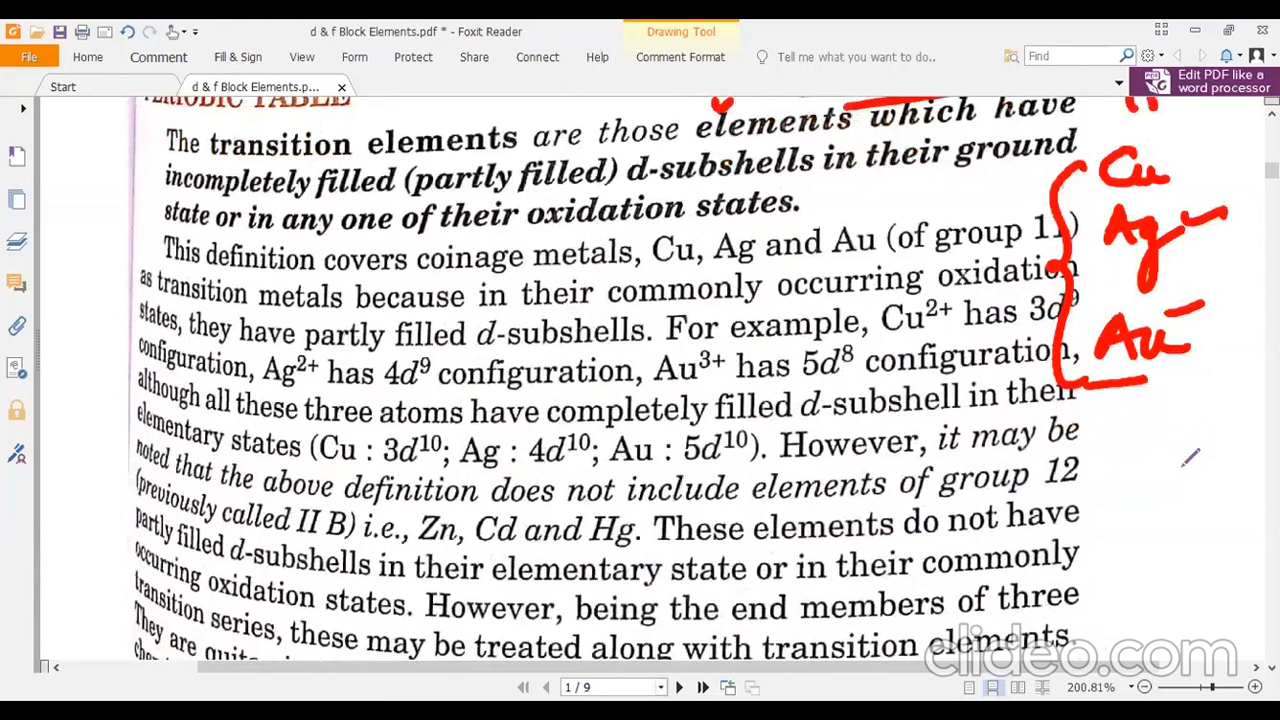 d & f Block Elements.pdf * - Foxit Reader
Drawing Tool
File Home Comment Fill & Sign View Form Protect Share Connect Help Comment Format Tell me what you want to do.. Find
Start d & f Block Elements.p...
Edit PDF like a
word processor
PERIODIC TABLE
The transition elements are those elements which have
incompletely filled (partly filled) d-subshells in their ground
state or in any one of their oxidation states.
This definition covers coinage metals, Cu, Ag and Au (of group 11)
as transition metals because in their commonly occurring oxidation
states, they have partly filled d-subshells. For example, Cu²⁺ has 3d⁹
configuration, Ag²⁺ has 4d⁹ configuration, Au³⁺ has 5d⁸ configuration,
although all these three atoms have completely filled d-subshell in their
elementary states (Cu : 3d¹⁰; Ag : 4d¹⁰; Au : 5d¹⁰). However, it may be
noted that the above definition does not include elements of group 12
(previously called II B) i.e., Zn, Cd and Hg. These elements do not have
partly filled d-subshells in their elementary state or in their commonly
occurring oxidation states. However, being the end members of three
transition series, these may be treated along with transition elements.
They are quite
Cu
Ag
Au
clideo.com
1 / 9
200.81%